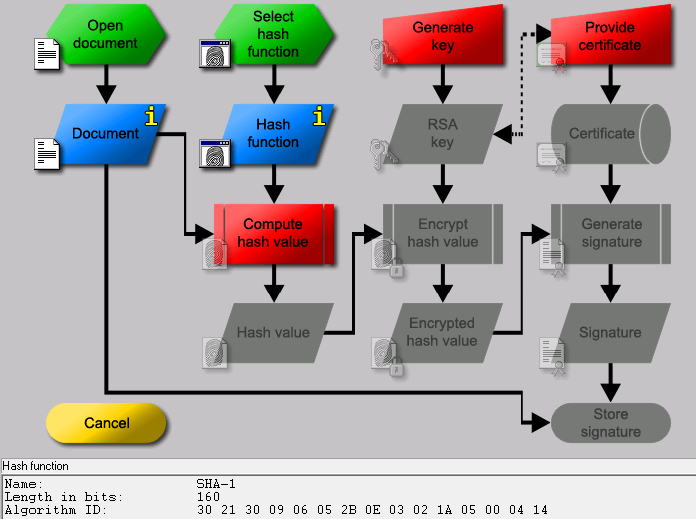 Open
document
Select
hash
function
Generate
key
Provide
certificate
Document
i
Hash
function
i
RSA
key
Certificate
Compute
hash value
Encrypt
hash value
Generate
signature
Hash value
Encrypted
hash value
Signature
Cancel
Store
signature
Hash function
Name: SHA-1
Length in bits: 160
Algorithm ID: 30 21 30 09 06 05 2B 0E 03 02 1A 05 00 04 14